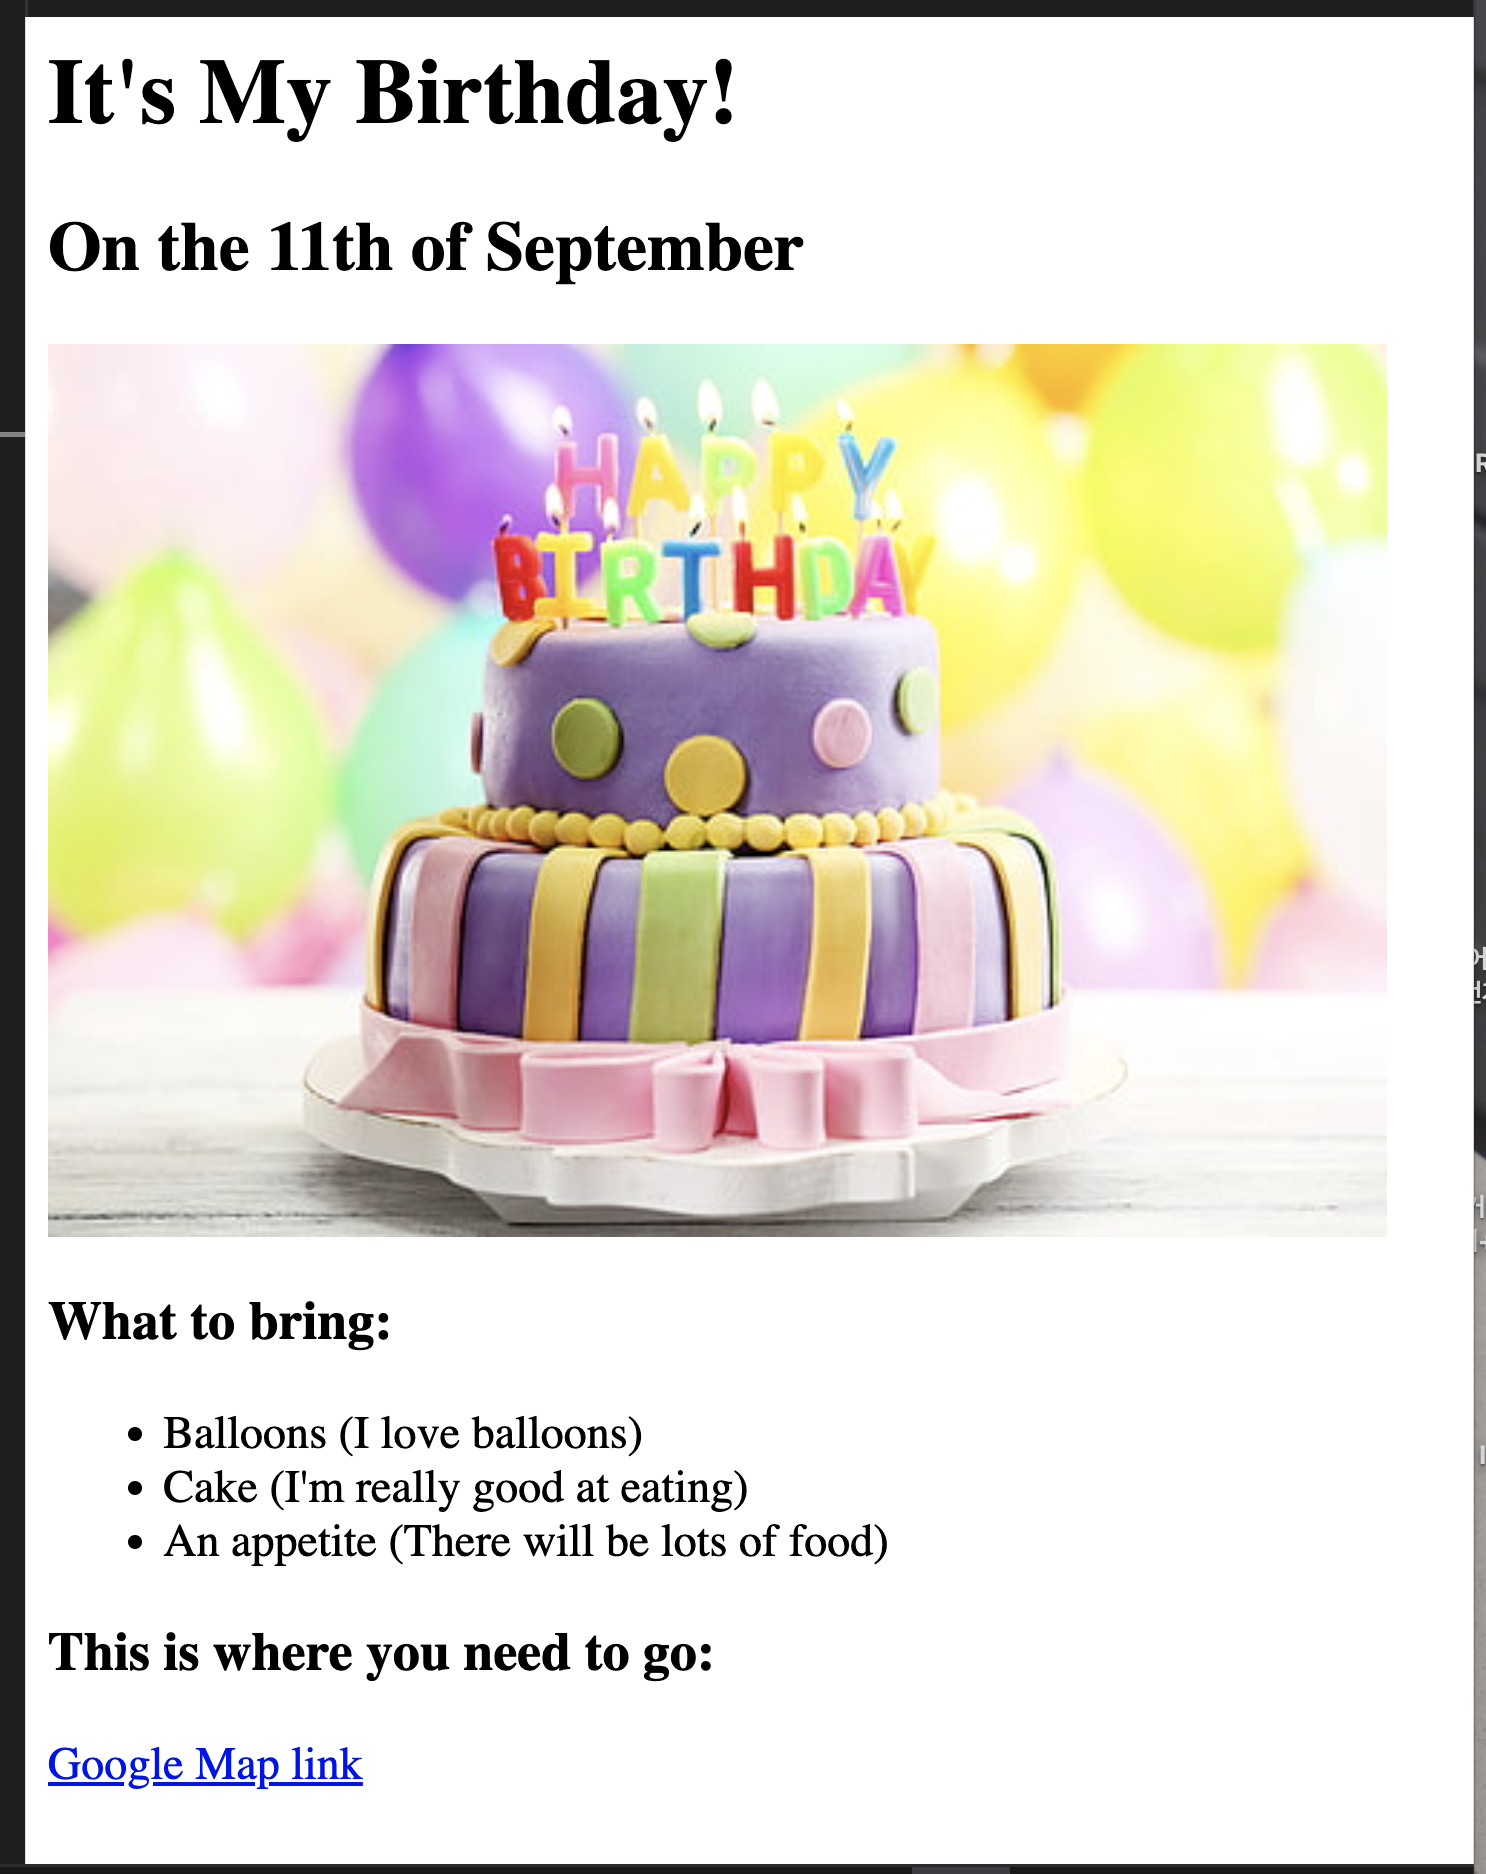 It's My Birthday!
On the 11th of September
HAPPY
BIRTHDAY
What to bring:
Balloons (I love balloons)
Cake (I'm really good at eating)
An appetite (There will be lots of food)
This is where you need to go:
Google Map link